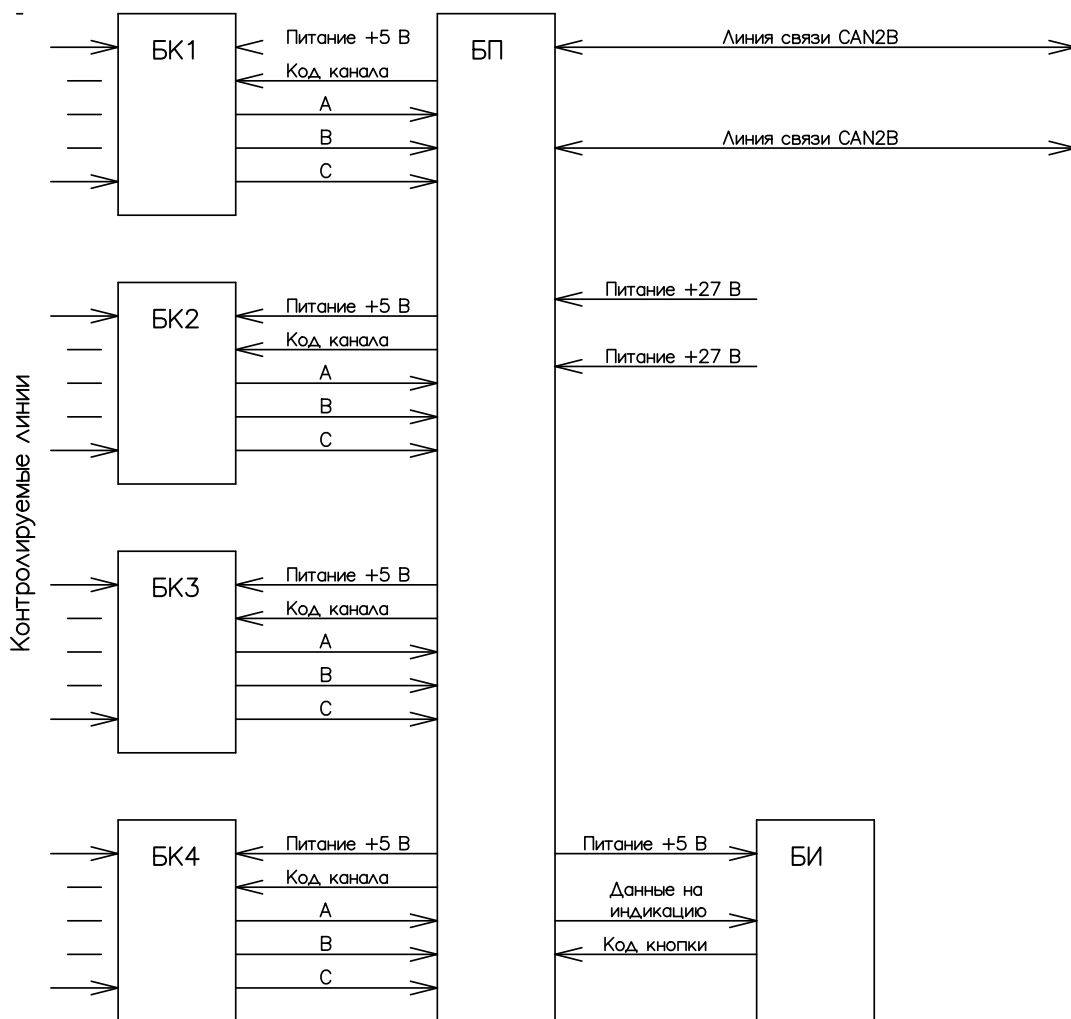 БК1
Питание +5 В
Код канала
А
В
С
БП
Линия связи CAN2B
Линия связи CAN2B
Питание +27 В
Питание +27 В
Контролируемые линии
БК2
Питание +5 В
Код канала
А
В
С
БК3
Питание +5 В
Код канала
А
В
С
БК4
Питание +5 В
Код канала
А
В
С
Питание +5 В
Данные на
индикацию
Код кнопки
БИ